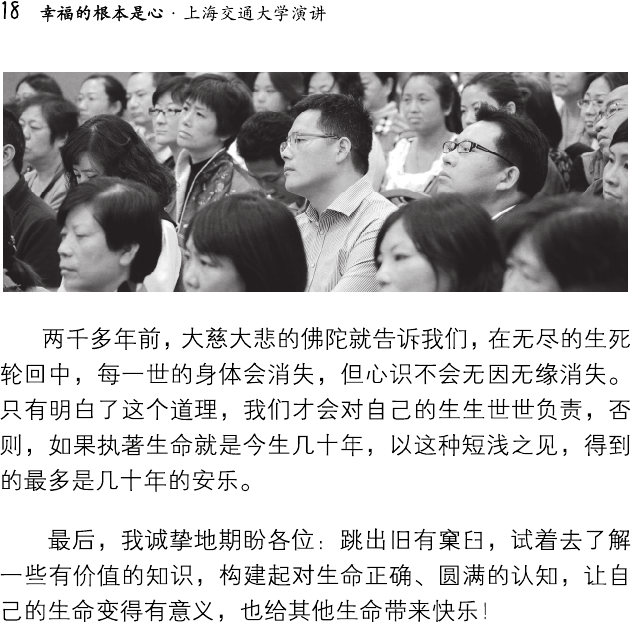 18 幸福的根本是心·上海交通大学演讲
两千多年前，大慈大悲的佛陀就告诉我们，在无尽的生死
轮回中，每一世的身体会消失，但心识不会无因无缘消失。
只有明白了这个道理，我们才会对自己的生生世世负责，否
则，如果执著生命就是今生几十年，以这种短浅之见，得到
的最多是几十年的安乐。
最后，我诚挚地期盼各位：跳出旧有窠臼，试着去了解
一些有价值的知识，构建起对生命正确、圆满的认知，让自
己的生命变得有意义，也给其他生命带来快乐！